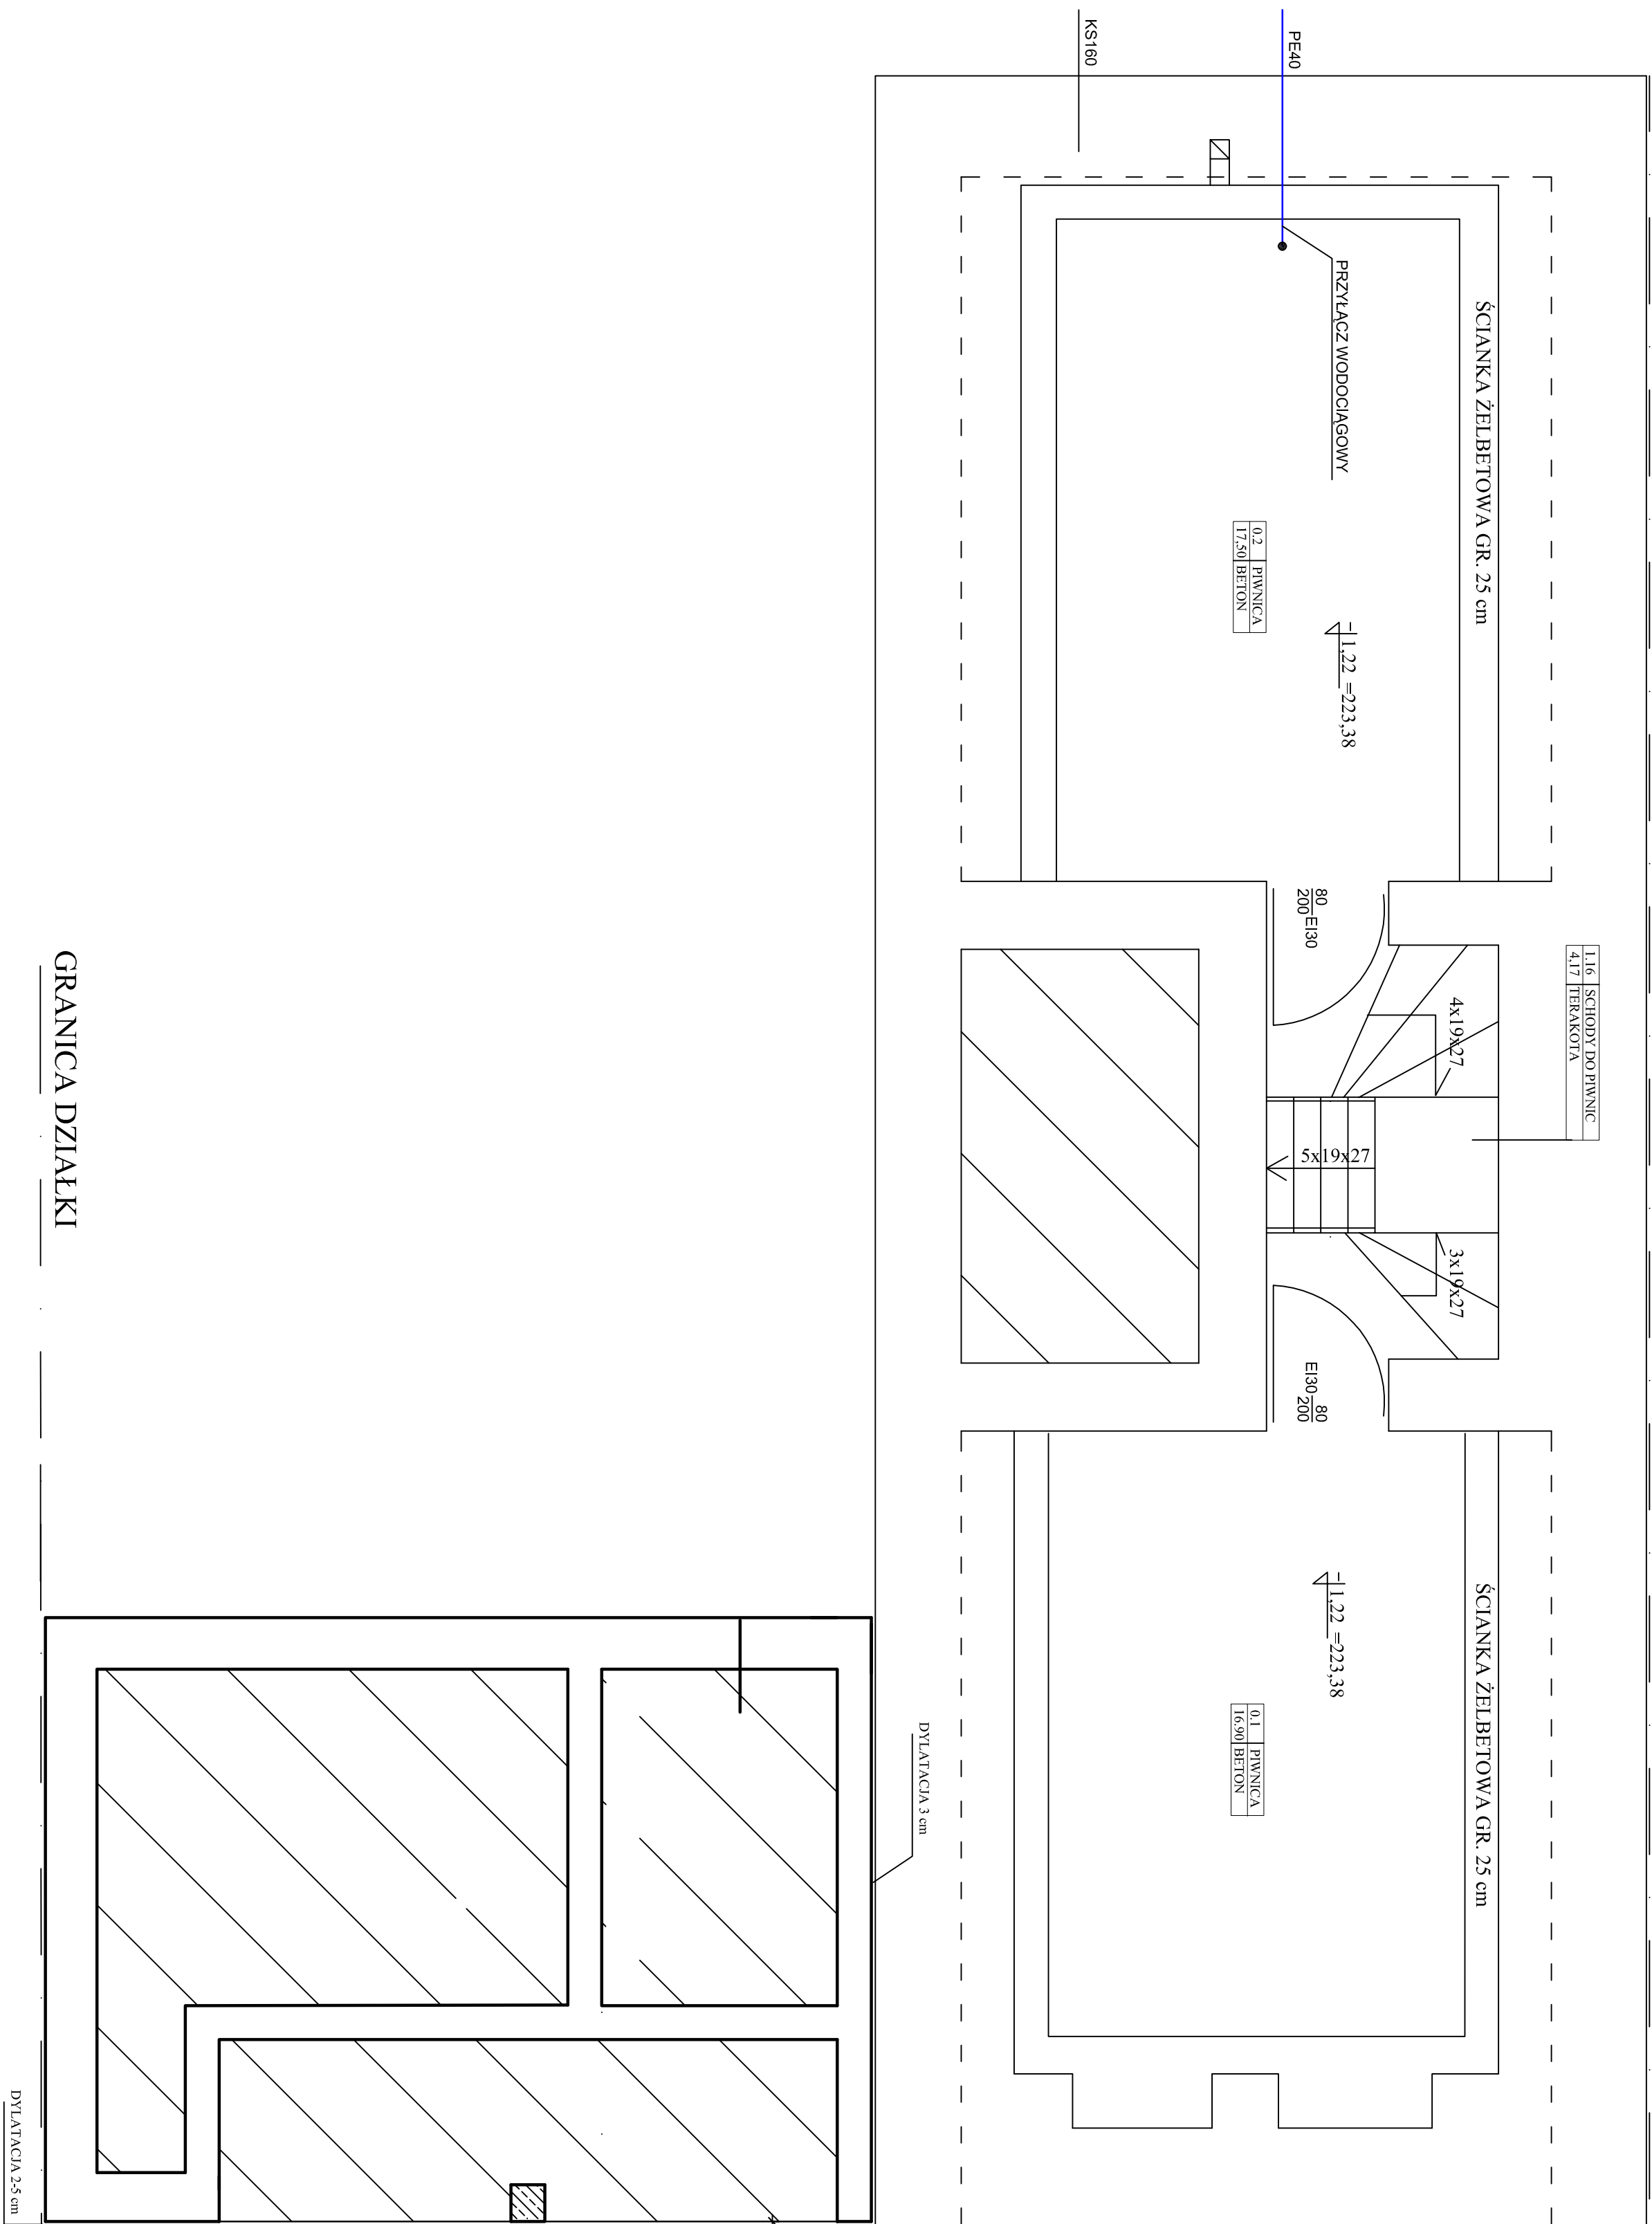 KS160
PE40
PRZYŁĄCZ WODOCIĄGOWY
ŚCIANKA ŻELBETOWA GR. 25 cm
0.2 PIWNICA
17,50 BETON
-1,22 =223,38
80
200 EI30
1.16 SCHODY DO PIWNIC
4,17 TERAKOTA
4x19x27
5x19x27
3x19x27
EI30 80
200
GRANICA DZIAŁKI
-1,22 =223,38
ŚCIANKA ŻELBETOWA GR. 25 cm
0.1 PIWNICA
16.90 BETON
DYLATACJA 3 cm
DYLATACJA 2-5 cm